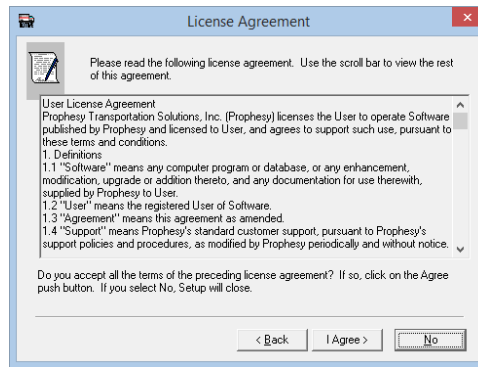 License Agreement
Please read the following license agreement. Use the scroll bar to view the rest
of this agreement.
User License Agreement
Prophesy Transportation Solutions, Inc. (Prophesy) licenses the User to operate Software
published by Prophesy and licensed to User, and agrees to support such use, pursuant to
these terms and conditions.
1. Definitions
1.1 "Software" means any computer program or database, or any enhancement,
modification, upgrade or addition thereto, and any documentation for use therewith,
supplied by Prophesy to User.
1.2 "User" means the registered User of Software.
1.3 "Agreement" means this agreement as amended.
1.4 "Support" means Prophesy's standard customer support, pursuant to Prophesy's
support policies and procedures, as modified by Prophesy periodically and without notice.
Do you accept all the terms of the preceding license agreement? If so, click on the Agree
push button. If you select No, Setup will close.
< Back I Agree > No